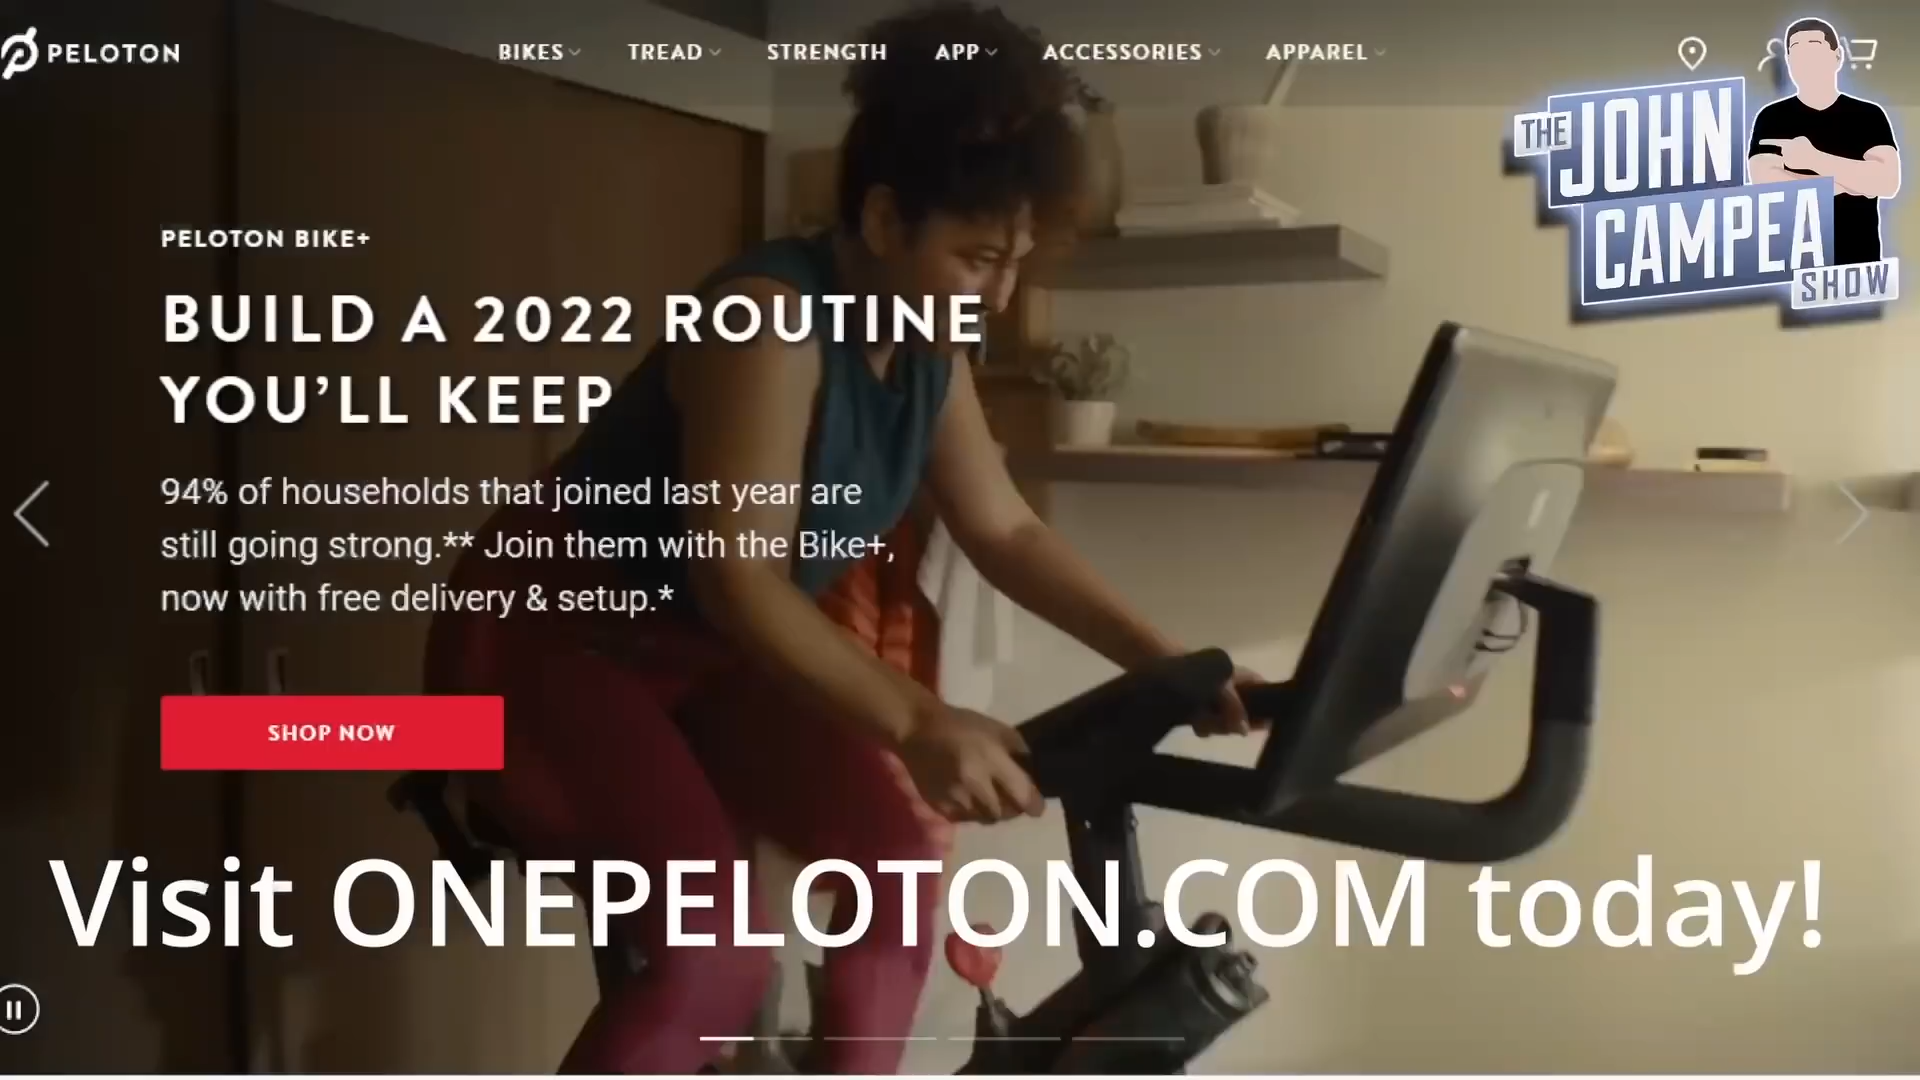 PELOTON
BIKES
TREAD
STRENGTH
APP
ACCESSORIES
APPAREL
THE
JOHN
CAMPEA
SHOW
PELOTON BIKE+
BUILD A 2022 ROUTINE
YOU'LL KEEP
94% of households that joined last year are
still going strong.** Join them with the Bike+,
now with free delivery & setup.*
SHOP NOW
Visit ONEPELOTON.COM today!